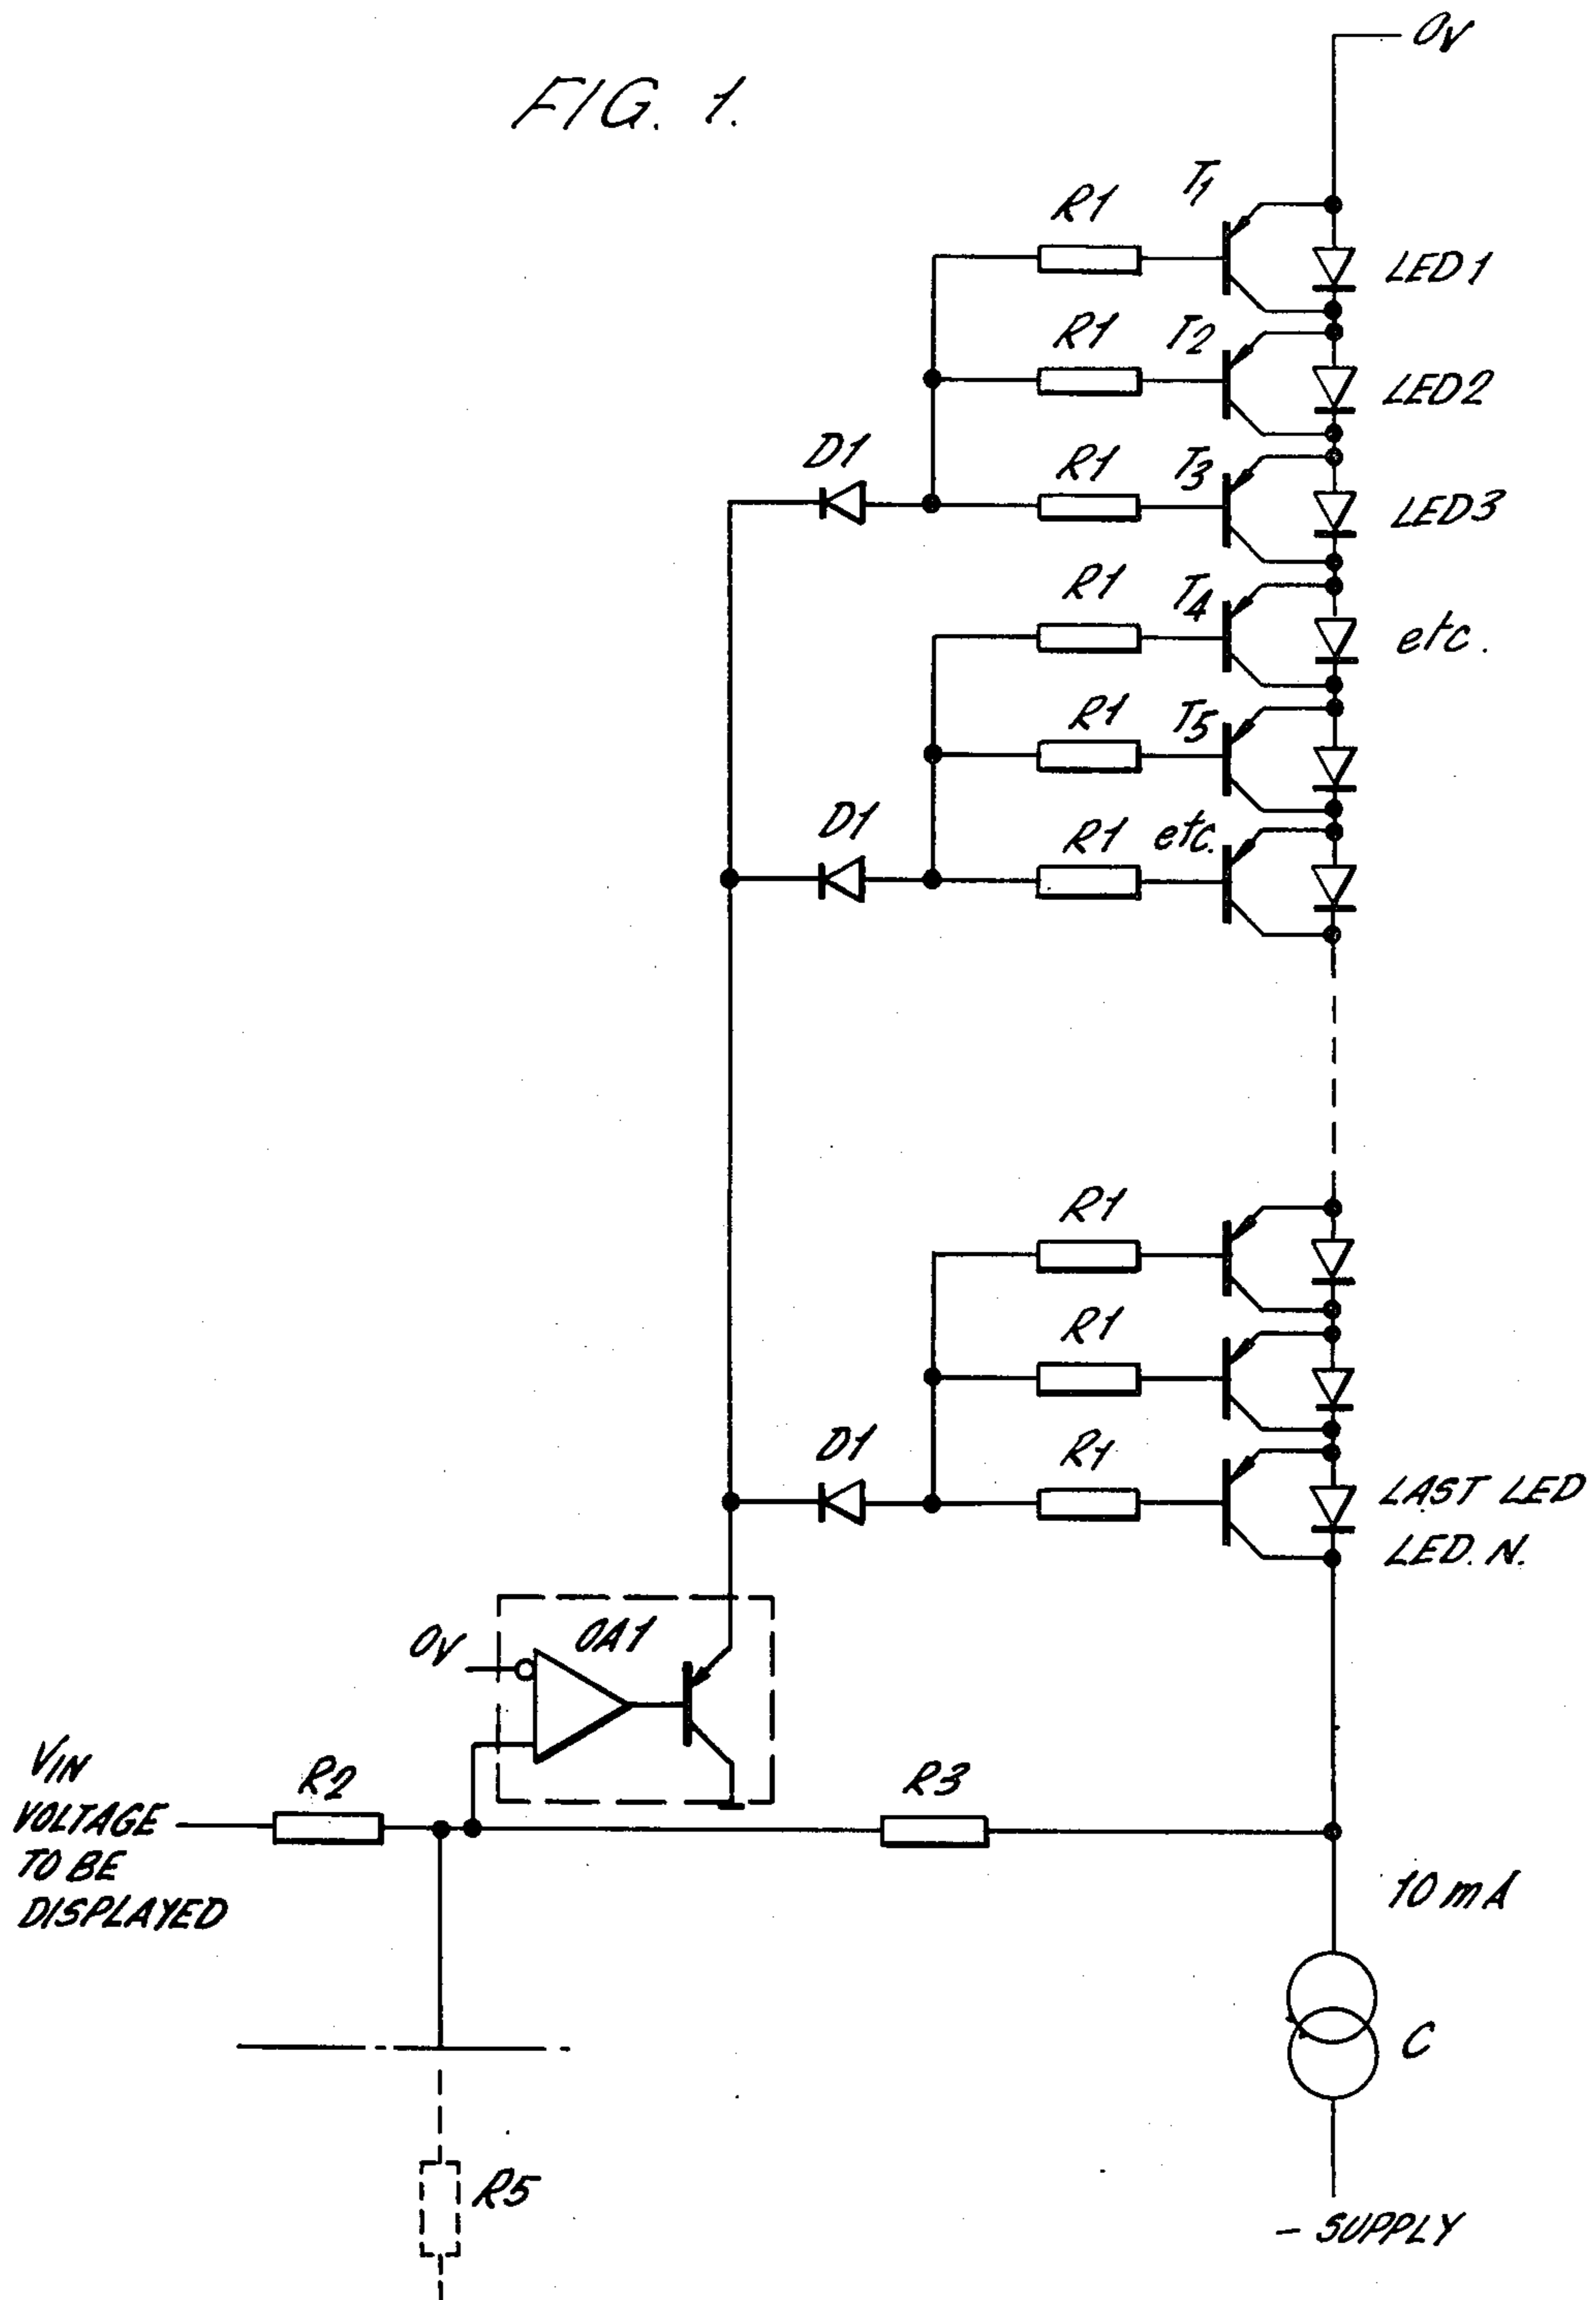 0V
FIG. 1.
T1
R1
LED1
R1
T2
LED2
D1
R1
T3
LED3
R1
T4
etc.
R1
T5
D1
R1
etc.
R1
R1
D1
R1
LAST LED
LED. N.
0V
OA1
VIN
VOLTAGE
TO BE
DISPLAYED
R2
R3
10 mA
C
R5
- SUPPLY